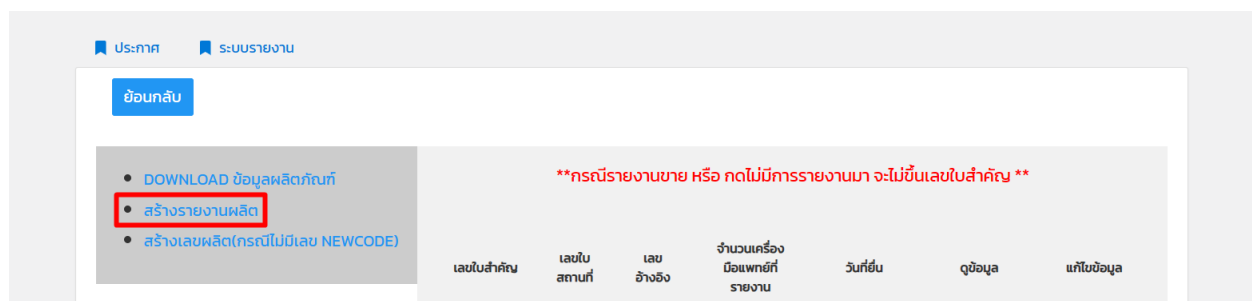 ประกาศ ระบบรายงาน
ย้อนกลับ
DOWNLOAD ข้อมูลผลิตภัณฑ์
สร้างรายงานผลิต
สร้างเลขผลิต(กรณีไม่มีเลข NEWCODE)
**กรณีรายงานขาย หรือ กดไม่มีการรายงานมา จะไม่ขึ้นเลขใบสำคัญ **
เลขใบสำคัญ
เลขใบ
สถานที่
เลข
อ้างอิง
จำนวนเครื่อง
มือแพทย์ที่
รายงาน
วันที่ยื่น
ดูข้อมูล
แก้ไขข้อมูล